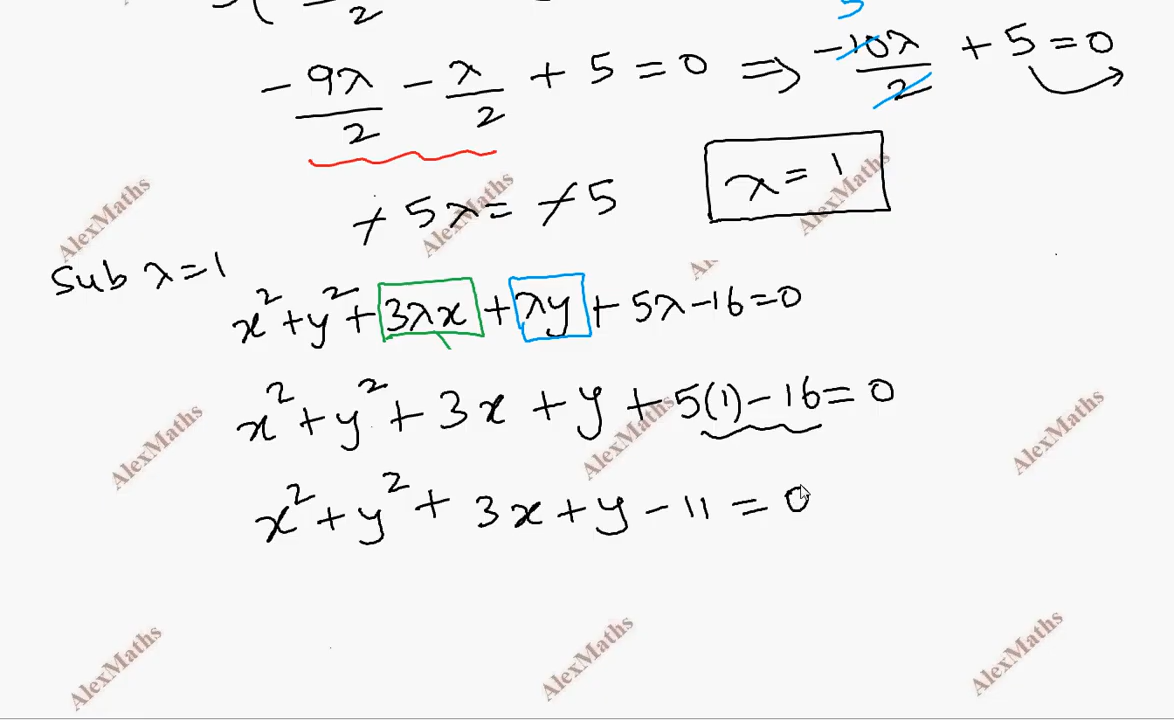 2
5
-9λ/2 - λ/2 + 5 = 0 ⇒ -10λ/2 + 5 = 0
+ 5λ = + 5
λ = 1
Sub λ = 1
x² + y² + 3λx + λy + 5λ - 16 = 0
x² + y² + 3x + y + 5(1) - 16 = 0
x² + y² + 3x + y - 11 = 0
AlexMaths
AlexMaths
AlexMaths
AlexMaths
AlexMaths
AlexMaths
AlexMaths
AlexMaths
AlexMaths